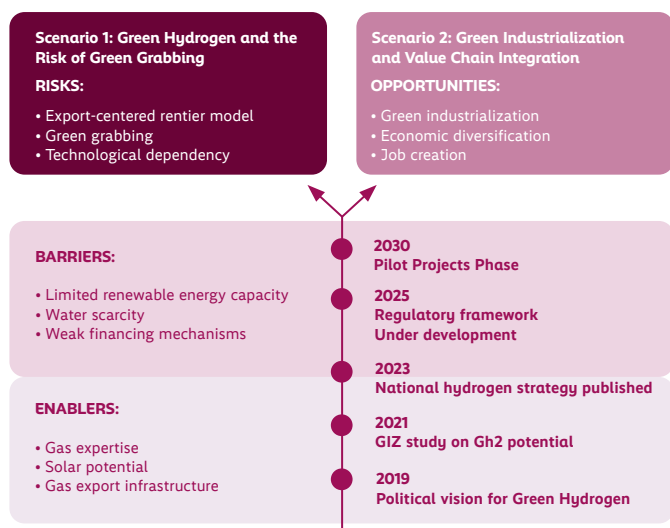 Scenario 1: Green Hydrogen and the
Risk of Green Grabbing
RISKS:
• Export-centered rentier model
• Green grabbing
• Technological dependency
Scenario 2: Green Industrialization
and Value Chain Integration
OPPORTUNITIES:
• Green industrialization
• Economic diversification
• Job creation
BARRIERS:
• Limited renewable energy capacity
• Water scarcity
• Weak financing mechanisms
2030
Pilot Projects Phase
2025
Regulatory framework
Under development
2023
National hydrogen strategy published
ENABLERS:
• Gas expertise
• Solar potential
• Gas export infrastructure
2021
GIZ study on Gh2 potential
2019
Political vision for Green Hydrogen